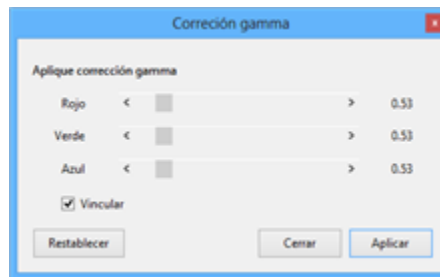 Correción gamma
Aplique corrección gamma
Rojo < > 0.53
Verde < > 0.53
Azul < > 0.53
Vincular
Restablecer Cerrar Aplicar